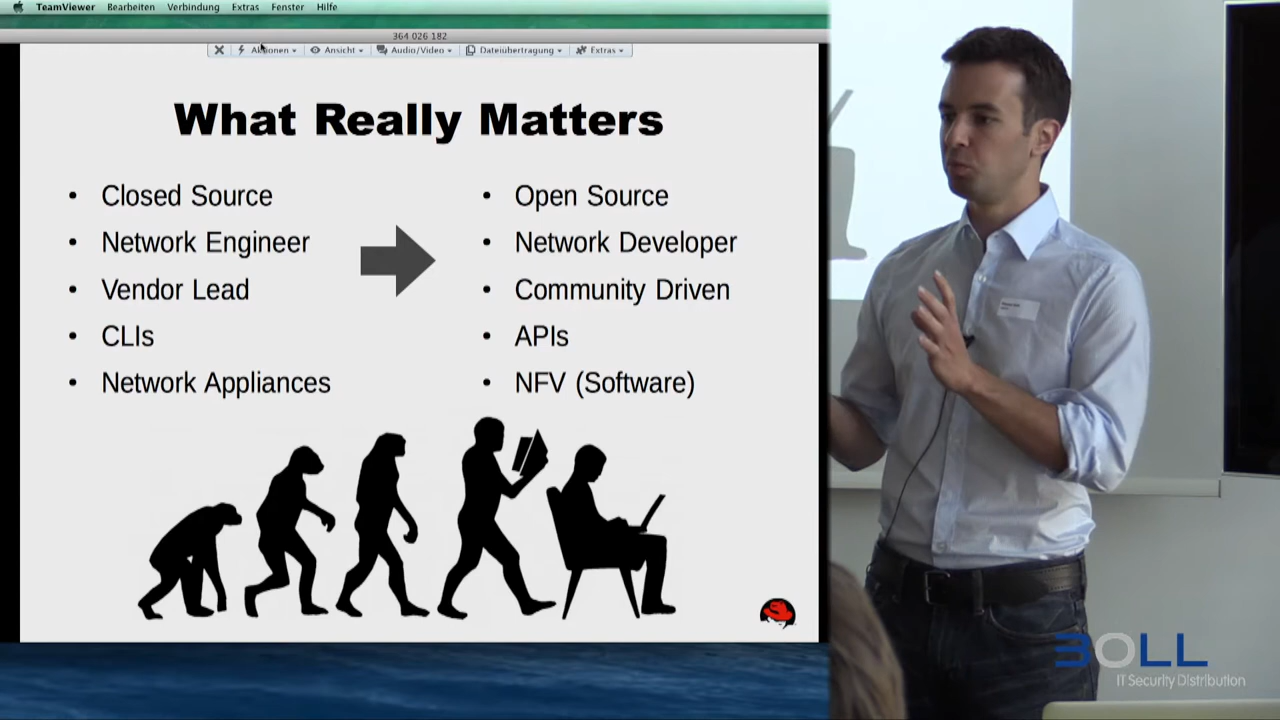 TeamViewer Bearbeiten Verbindung Extras Fenster Hilfe
364 026 182
Aktionen Ansicht Audio/Video Dateiübertragung Extras
What Really Matters
• Closed Source
• Network Engineer
• Vendor Lead
• CLIs
• Network Appliances
• Open Source
• Network Developer
• Community Driven
• APIs
• NFV (Software)
BOLL
IT Security Distribution